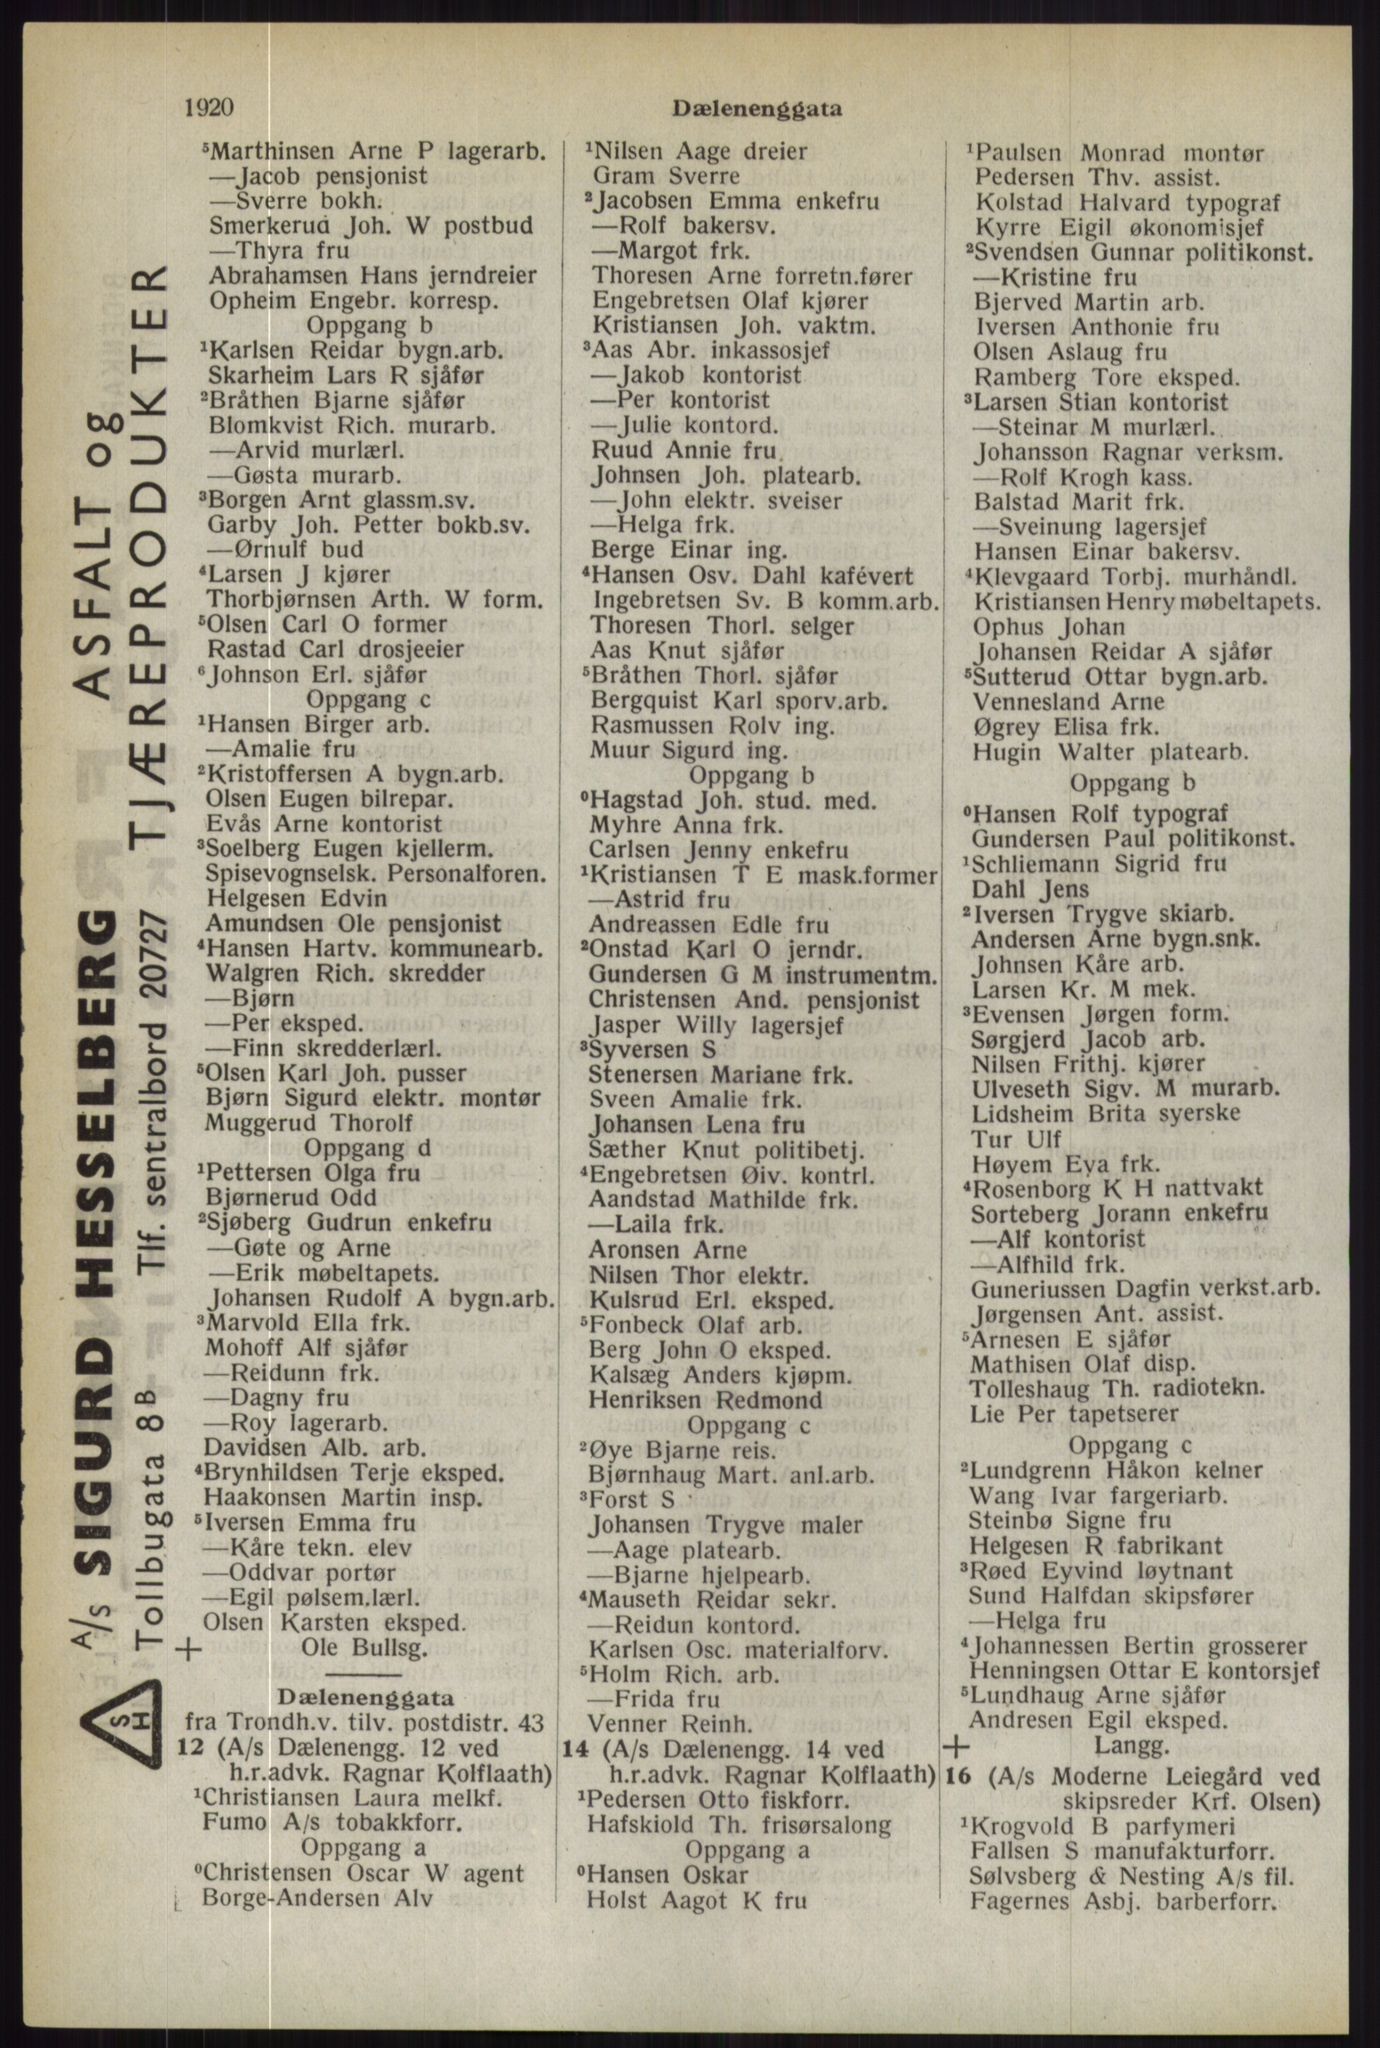 1920
Dælenenggata
⁵Marthinsen Arne P lagerarb.
—Jacob pensjonist
—Sverre bokh.
Smerkerud Joh. W postbud
—Thyra fru
Abrahamsen Hans jerndreier
Opheim Engebr. korresp.
Oppgang b
¹Karlsen Reidar bygn.arb.
Skarheim Lars R sjåfør
²Bråthen Bjarne sjåfør
Blomkvist Rich. murarb.
—Arvid murlærl.
—Gøsta murarb.
³Borgen Arnt glassm.sv.
Garby Joh. Petter bokb.sv.
—Ørnulf bud
⁴Larsen J kjører
Thorbjørnsen Arth. W form.
⁵Olsen Carl O former
Rastad Carl drosjeeier
⁶Johnson Erl. sjåfør
Oppgang c
¹Hansen Birger arb.
—Amalie fru
²Kristoffersen A bygn.arb.
Olsen Eugen bilrepar.
Evås Arne kontorist
³Soelberg Eugen kjellerm.
Spisevognselsk. Personalforen.
Helgesen Edvin
Amundsen Ole pensjonist
⁴Hansen Hartv. kommunearb.
Walgren Rich. skredder
—Bjørn
—Per eksped.
—Finn skredderlærl.
⁵Olsen Karl Joh. pusser
Bjørn Sigurd elektr. montør
Muggerud Thorolf
Oppgang d
¹Pettersen Olga fru
Bjørnerud Odd
²Sjøberg Gudrun enkefru
—Gøte og Arne
—Erik møbeltapets.
Johansen Rudolf A bygn.arb.
³Marvold Ella frk.
Mohoff Alf sjåfør
—Reidunn frk.
—Dagny fru
—Roy lagerarb.
Davidsen Alb. arb.
⁴Brynhildsen Terje eksped.
Haakonsen Martin insp.
⁵Iversen Emma fru
—Kåre tekn. elev
—Oddvar portør
—Egil pølsem.lærl.
Olsen Karsten eksped.
+ Ole Bullsg.
Dælenenggata
fra Trondh.v. tilv. postdistr. 43
12 (A/s Dælenengg. 12 ved
h.r.advk. Ragnar Kolflaath)
¹Christiansen Laura melkf.
Fumo A/s tobakkforr.
Oppgang a
⁰Christensen Oscar W agent
Borge-Andersen Alv
¹Nilsen Aage dreier
Gram Sverre
²Jacobsen Emma enkefru
—Rolf bakersv.
—Margot frk.
Thoresen Arne forretn.fører
Engebretsen Olaf kjører
Kristiansen Joh. vaktm.
³Aas Abr. inkassosjef
—Jakob kontorist
—Per kontorist
—Julie kontord.
Ruud Annie fru
Johnsen Joh. platearb.
—John elektr. sveiser
—Helga frk.
Berge Einar ing.
⁴Hansen Osv. Dahl kafévert
Ingebretsen Sv. B komm.arb.
Thoresen Thorl. selger
Aas Knut sjåfør
⁵Bråthen Thorl. sjåfør
Bergquist Karl sporv.arb.
Rasmussen Rolv ing.
Muur Sigurd ing.
Oppgang b
⁰Hagstad Joh. stud. med.
Myhre Anna frk.
Carlsen Jenny enkefru
¹Kristiansen T E mask.former
—Astrid fru
Andreassen Edle fru
²Onstad Karl O jerndr.
Gundersen G M instrumentm.
Christensen And. pensjonist
Jasper Willy lagersjef
³Syversen S
Stenersen Mariane frk.
Sveen Amalie frk.
Johansen Lena fru
Sæther Knut politibetj.
⁴Engebretsen Øiv. kontrl.
Aandstad Mathilde frk.
—Laila frk.
Aronsen Arne
Nilsen Thor elektr.
Kulsrud Erl. eksped.
⁵Fonbeck Olaf arb.
Berg John O eksped.
Kalsæg Anders kjøpm.
Henriksen Redmond
Oppgang c
²Øye Bjarne reis.
Bjørnhaug Mart. anl.arb.
³Forst S
Johansen Trygve maler
—Aage platearb.
—Bjarne hjelpearb.
⁴Mauseth Reidar sekr.
—Reidun kontord.
Karlsen Osc. materialforv.
⁵Holm Rich. arb.
—Frida fru
Venner Reinh.
14 (A/s Dælenengg. 14 ved
h.r.advk. Ragnar Kolflaath)
¹Pedersen Otto fiskforr.
Hafskiold Th. frisørsalong
Oppgang a
⁰Hansen Oskar
Holst Aagot K fru
¹Paulsen Monrad montør
Pedersen Thv. assist.
Kolstad Halvard typograf
Kyrre Eigil økonomisjef
²Svendsen Gunnar politikonst.
—Kristine fru
Bjerved Martin arb.
Iversen Anthonie fru
Olsen Aslaug fru
Ramberg Tore eksped.
³Larsen Stian kontorist
—Steinar M murlærl.
Johansson Ragnar verksm.
—Rolf Krogh kass.
Balstad Marit frk.
—Sveinung lagersjef
Hansen Einar bakersv.
⁴Klevgaard Torbj. murhåndl.
Kristiansen Henry møbeltapets.
Ophus Johan
Johansen Reidar A sjåfør
⁵Sutterud Ottar bygn.arb.
Vennesland Arne
Øgrey Elisa frk.
Hugin Walter platearb.
Oppgang b
⁰Hansen Rolf typograf
Gundersen Paul politikonst.
¹Schliemann Sigrid fru
Dahl Jens
²Iversen Trygve skiarb.
Andersen Arne bygn.snk.
Johnsen Kåre arb.
Larsen Kr. M mek.
³Evensen Jørgen form.
Sørgjerd Jacob arb.
Nilsen Frithj. kjører
Ulveseth Sigv. M murarb.
Lidsheim Brita syerske
Tur Ulf
Høyem Eva frk.
⁴Rosenborg K H nattvakt
Sorteberg Jorann enkefru
—Alf kontorist
—Alfhild frk.
Guneriussen Dagfin verkst.arb.
Jørgensen Ant. assist.
⁵Arnesen E sjåfør
Mathisen Olaf disp.
Tolleshaug Th. radiotekn.
Lie Per tapetserer
Oppgang c
²Lundgrenn Håkon kelner
Wang Ivar fargeriarb.
Steinbø Signe fru
Helgesen R fabrikant
³Røed Eyvind løytnant
Sund Halfdan skipsfører
—Helga fru
⁴Johannessen Bertin grosserer
Henningsen Ottar E kontorsjef
⁵Lundhaug Arne sjåfør
Andresen Egil eksped.
+ Langg.
16 (A/s Moderne Leiegård ved
skipsreder Krf. Olsen)
¹Krogvold B parfymeri
Fallsen S manufakturforr.
Sølvsberg & Nesting A/s fil.
Fagernes Asbj. barberforr.
SH
A/s SIGURD HESSELBERG
ASFALT og
Tollbugata 8B — Tlf. sentralbord 20727
TJÆREPRODUKTER